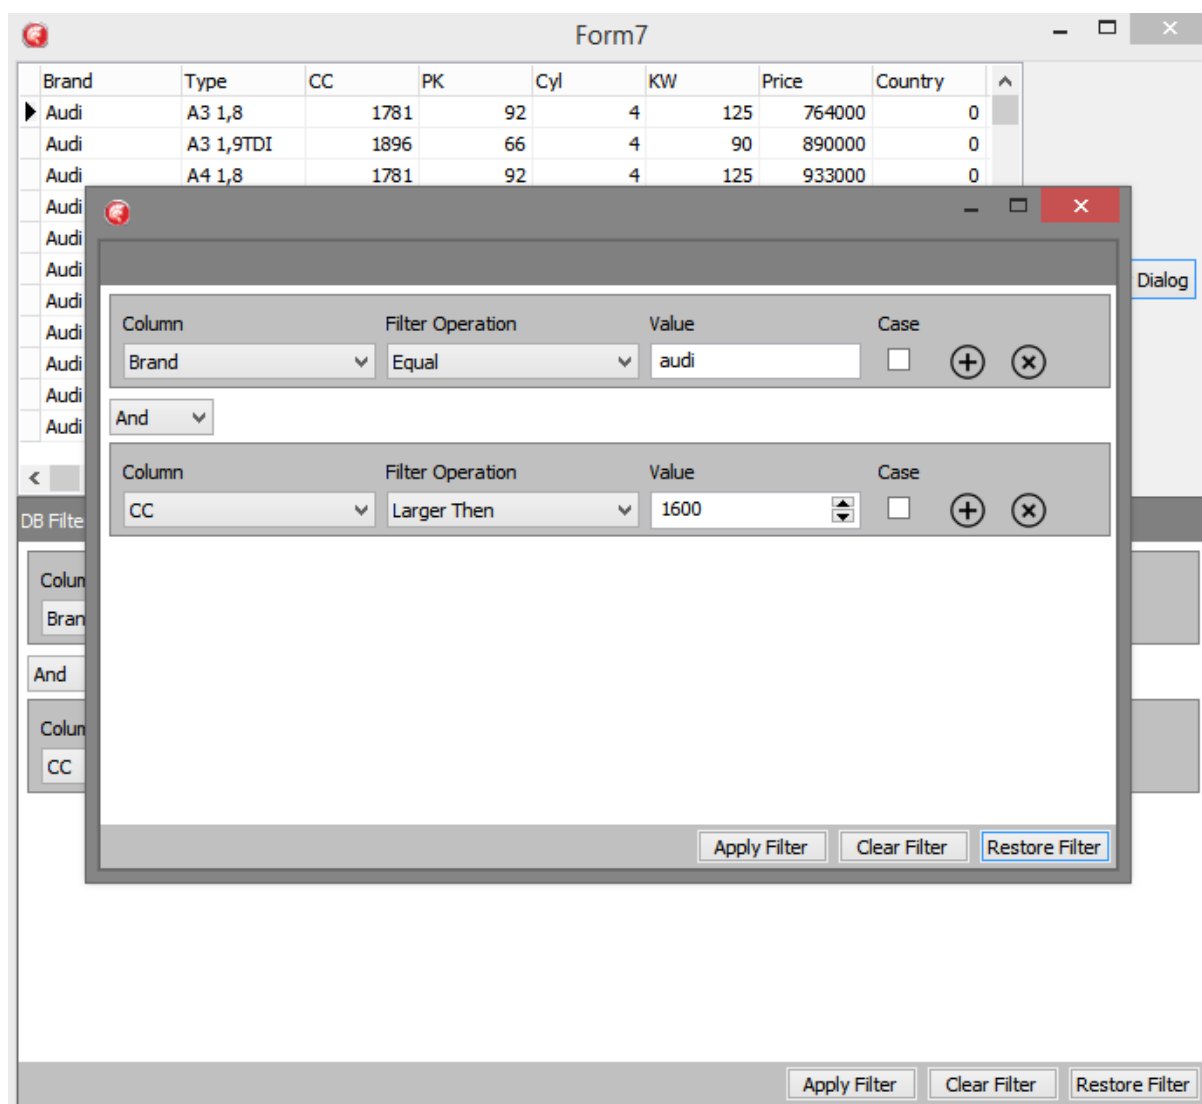 Form7
Brand Type CC PK Cyl KW Price Country
Audi A3 1,8 1781 92 4 125 764000 0
Audi A3 1,9TDI 1896 66 4 90 890000 0
Audi A4 1,8 1781 92 4 125 933000 0
Audi
Audi
Audi
Audi
Audi
Audi
Audi
Audi
Dialog
Column Filter Operation Value Case
Brand Equal audi
And
Column Filter Operation Value Case
CC Larger Then 1600
Apply Filter Clear Filter Restore Filter
DB Filte
Colum
Bran
And
Colum
CC
Apply Filter Clear Filter Restore Filter